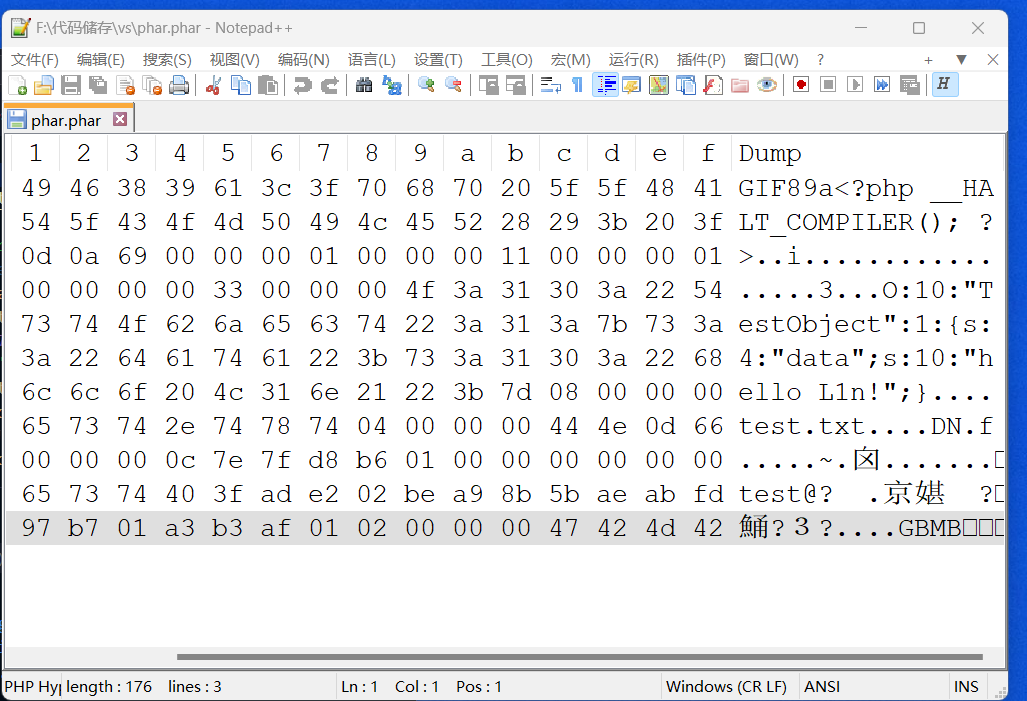 F:\代码储存\vs\phar.phar - Notepad++
文件(F) 编辑(E) 搜索(S) 视图(V) 编码(N) 语言(L) 设置(T) 工具(O) 宏(M) 运行(R) 插件(P) 窗口(W) ? + ▼ X
phar.phar
1 2 3 4 5 6 7 8 9 a b c d e f Dump
49 46 38 39 61 3c 3f 70 68 70 20 5f 5f 48 41 GIF89a<?php __HA
54 5f 43 4f 4d 50 49 4c 45 52 28 29 3b 20 3f LT_COMPILER(); ?
0d 0a 69 00 00 00 01 00 00 00 11 00 00 00 01 >..i............
00 00 00 00 33 00 00 00 4f 3a 31 30 3a 22 54 .....3...O:10:"T
73 74 4f 62 6a 65 63 74 22 3a 31 3a 7b 73 3a estObject":1:{s:
3a 22 64 61 74 61 22 3b 73 3a 31 30 3a 22 68 4:"data";s:10:"h
6c 6c 6f 20 4c 31 6e 21 22 3b 7d 08 00 00 00 ello L1n!";}....
65 73 74 2e 74 78 74 04 00 00 00 44 4e 0d 66 test.txt....DN.f
00 00 00 0c 7e 7f d8 b6 01 00 00 00 00 00 00 .....~.囟.......
65 73 74 40 3f ad e2 02 be a9 8b 5b ae ab fd test@? .京媅 ?
97 b7 01 a3 b3 af 01 02 00 00 00 47 42 4d 42 ?３?....GBMB
PHP Hyp length : 176 lines : 3 Ln : 1 Col : 1 Pos : 1 Windows (CR LF) ANSI INS